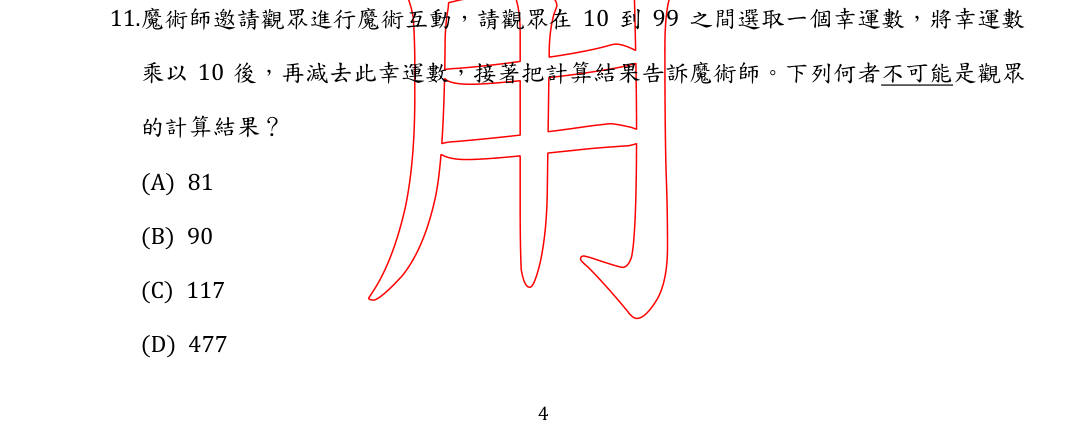 11.魔術師邀請觀眾進行魔術互動，請觀眾在 10 到 99 之間選取一個幸運數，將幸運數
乘以 10 後，再減去此幸運數，接著把計算結果告訴魔術師。下列何者不可能是觀眾
的計算結果？
(A) 81
(B) 90
(C) 117
(D) 477
4